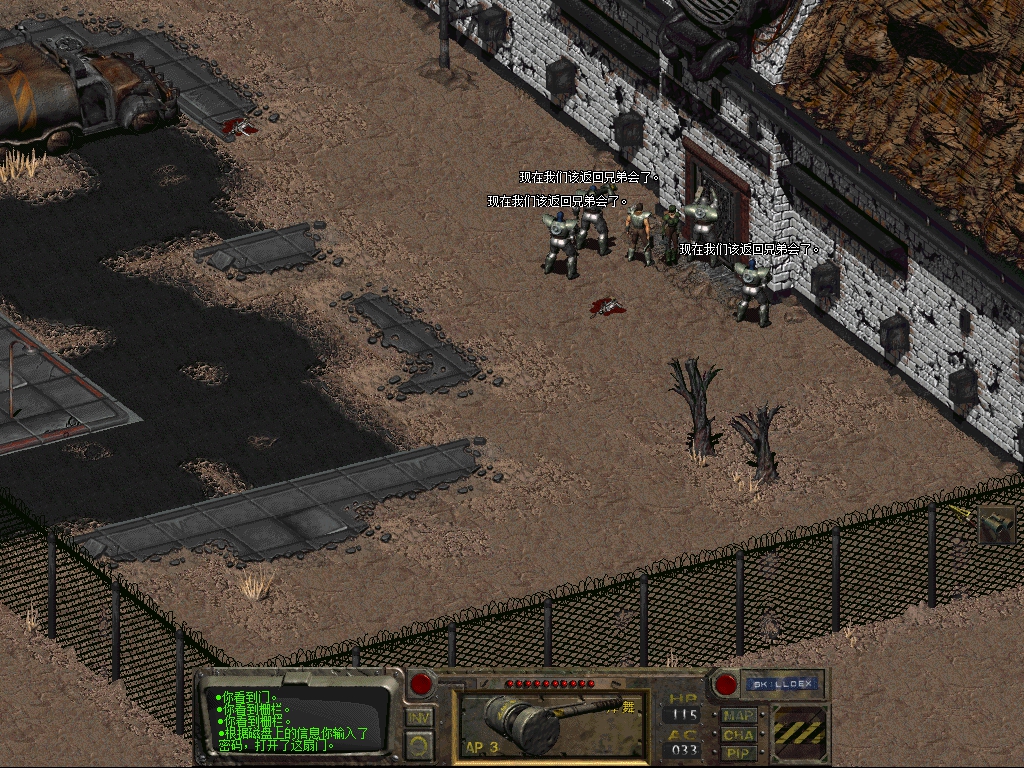 现在我们该返回兄弟会了。
现在我们该返回兄弟会了。
现在我们该返回兄弟会了。
●你看到门。
●你看到栅栏。
●你看到栅栏。
●根据磁盘上的信息你输入了
密码，打开了这扇门。
INV
舞
AP 3
HP
115
AC
033
SKILLDEX
MAP
CHA
PIP